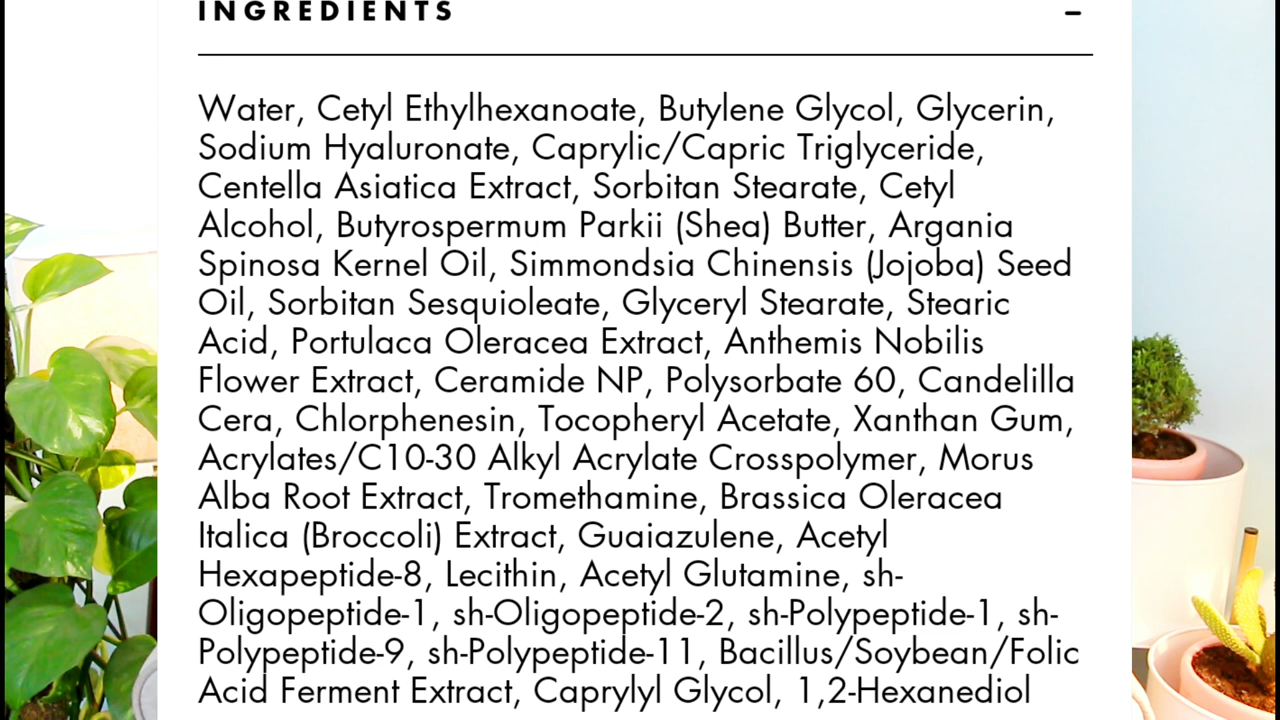 INGREDIENTS –
Water, Cetyl Ethylhexanoate, Butylene Glycol, Glycerin,
Sodium Hyaluronate, Caprylic/Capric Triglyceride,
Centella Asiatica Extract, Sorbitan Stearate, Cetyl
Alcohol, Butyrospermum Parkii (Shea) Butter, Argania
Spinosa Kernel Oil, Simmondsia Chinensis (Jojoba) Seed
Oil, Sorbitan Sesquioleate, Glyceryl Stearate, Stearic
Acid, Portulaca Oleracea Extract, Anthemis Nobilis
Flower Extract, Ceramide NP, Polysorbate 60, Candelilla
Cera, Chlorphenesin, Tocopheryl Acetate, Xanthan Gum,
Acrylates/C10-30 Alkyl Acrylate Crosspolymer, Morus
Alba Root Extract, Tromethamine, Brassica Oleracea
Italica (Broccoli) Extract, Guaiazulene, Acetyl
Hexapeptide-8, Lecithin, Acetyl Glutamine, sh-
Oligopeptide-1, sh-Oligopeptide-2, sh-Polypeptide-1, sh-
Polypeptide-9, sh-Polypeptide-11, Bacillus/Soybean/Folic
Acid Ferment Extract, Caprylyl Glycol, 1,2-Hexanediol